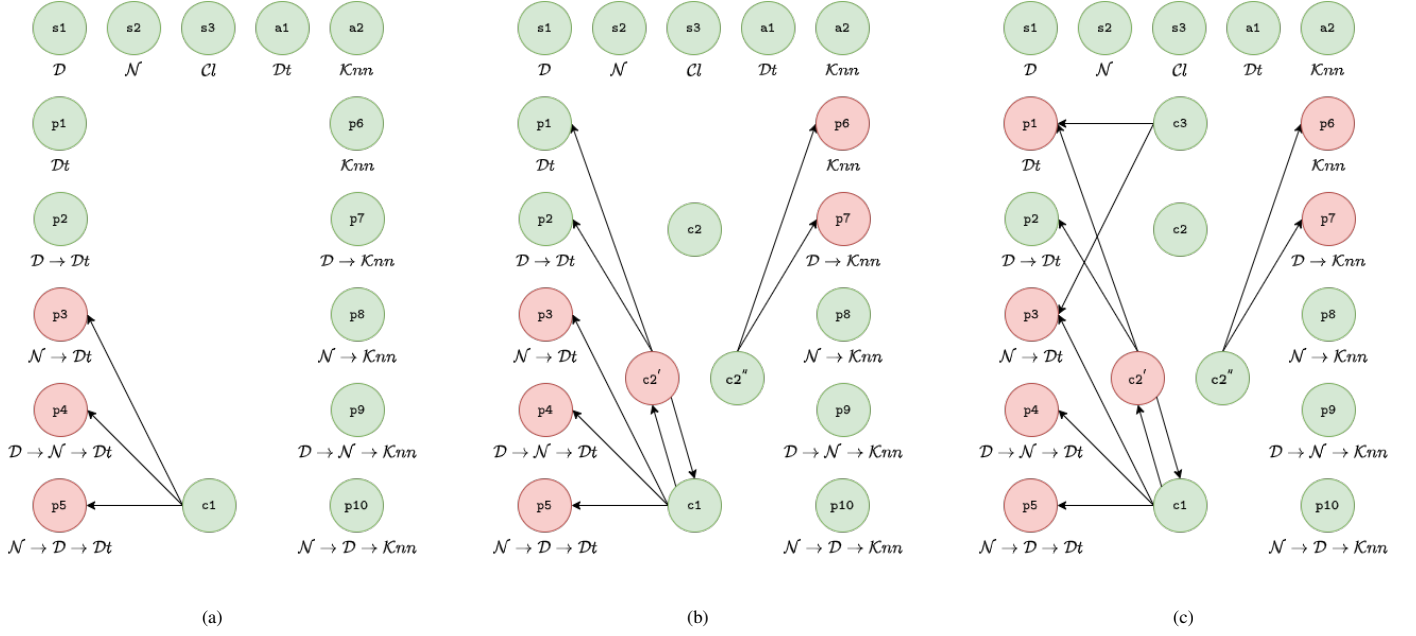 s1 s2 s3 a1 a2 s1 s2 s3 a1 a2 s1 s2 s3 a1 a2
𝒟 𝒩 𝒞l 𝒟t 𝒦nn 𝒟 𝒩 𝒞l 𝒟t 𝒦nn 𝒟 𝒩 𝒞l 𝒟t 𝒦nn
p1 p6 p1 p6 p1 c3 p6
𝒟t 𝒦nn 𝒟t 𝒦nn 𝒟t 𝒦nn
p2 p7 p2 c2 p7 p2 c2 p7
𝒟 → 𝒟t 𝒟 → 𝒦nn 𝒟 → 𝒟t 𝒟 → 𝒦nn 𝒟 → 𝒟t 𝒟 → 𝒦nn
p3 p8 p3 p8 p3 p8
𝒩 → 𝒟t 𝒩 → 𝒦nn 𝒩 → 𝒟t 𝒩 → 𝒦nn 𝒩 → 𝒟t 𝒩 → 𝒦nn
c2' c2" c2' c2"
p4 p9 p4 p9 p4 p9
𝒟 → 𝒩 → 𝒟t 𝒟 → 𝒩 → 𝒦nn 𝒟 → 𝒩 → 𝒟t 𝒟 → 𝒩 → 𝒦nn 𝒟 → 𝒩 → 𝒟t 𝒟 → 𝒩 → 𝒦nn
p5 c1 p10 p5 c1 p10 p5 c1 p10
𝒩 → 𝒟 → 𝒟t 𝒩 → 𝒟 → 𝒦nn 𝒩 → 𝒟 → 𝒟t 𝒩 → 𝒟 → 𝒦nn 𝒩 → 𝒟 → 𝒟t 𝒩 → 𝒟 → 𝒦nn
(a) (b) (c)